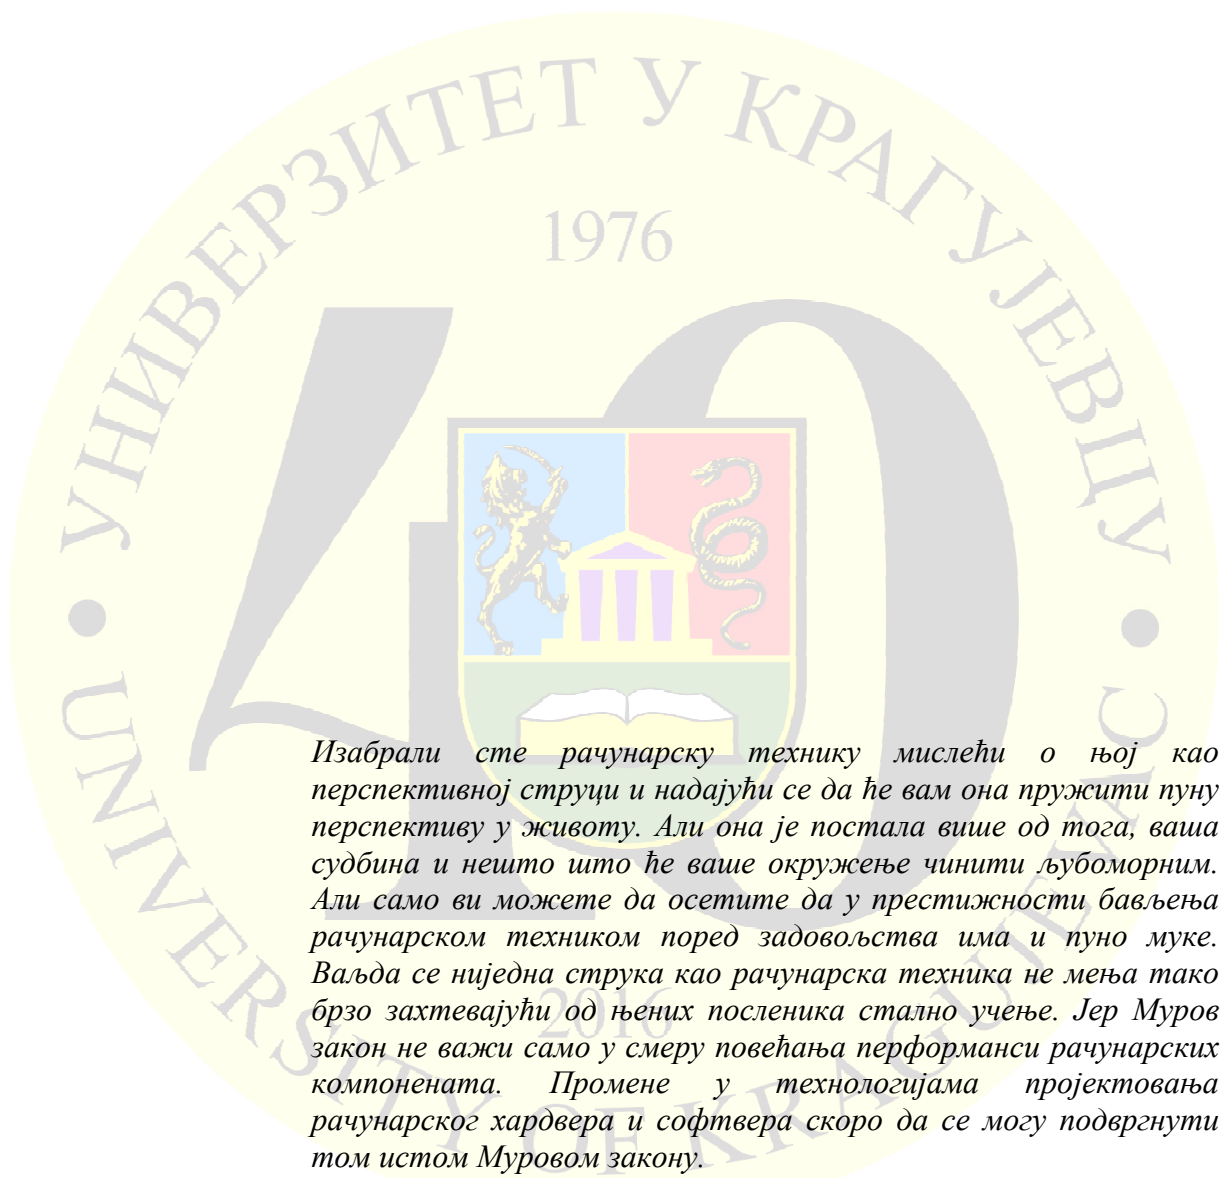 УНИВЕРЗИТЕТ У КРАГУЈЕВЦУ
1976
40
Изабрали сте рачунарску технику мислећи о њој као
перспективној струци и надајући се да ће вам она пружити пуну
перспективу у животу. Али она је постала више од тога, ваша
судбина и нешто што ће ваше окружење чинити љубоморним.
Али само ви можете да осетите да у престижности бављења
рачунарском техником поред задовољства има и пуно муке.
Ваљда се ниједна струка као рачунарска техника не мења тако
брзо захтевајући од њених посленика стално учење. Јер Муров
закон не важи само у смеру повећања перформанси рачунарских
компонената. Промене у технологијама пројектовања
рачунарског хардвера и софтвера скоро да се могу подвргнути
том истом Муровом закону.
2016
UNIVERSITY OF KRAGUJEVAC